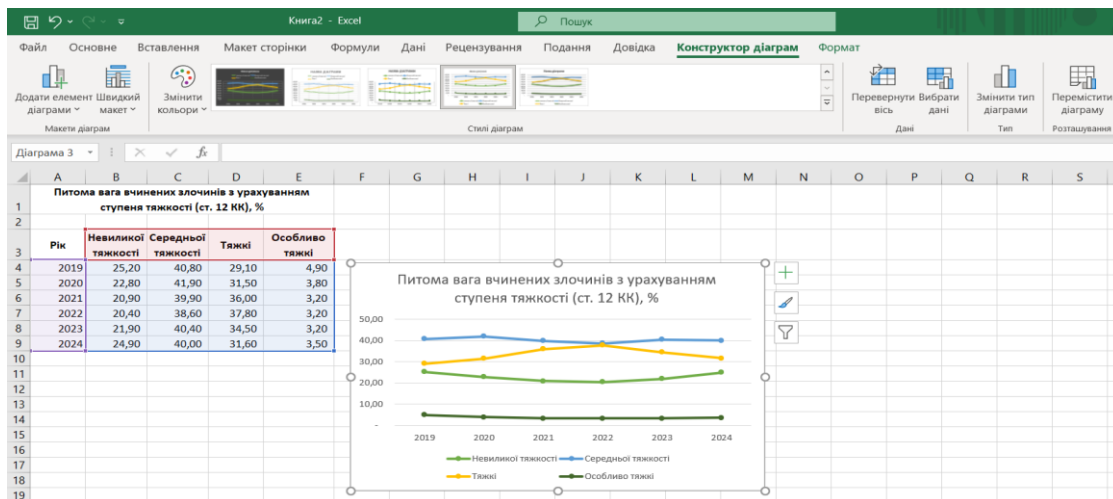 Книга2 - Excel
Пошук
Файл Основне Вставлення Макет сторінки Формули Дані Рецензування Подання Довідка Конструктор діаграм Формат
Додати елемент діаграми
Швидкий макет
Змінити кольори
Перевернути вісь
Вибрати дані
Змінити тип діаграми
Перемістити діаграму
Макети діаграм Стилі діаграм Дані Тип Розташування
Діаграма 3 fx
A B C D E F G H I J K L M N O P Q R S
1 Питома вага вчинених злочинів з урахуванням
ступеня тяжкості (ст. 12 КК), %
2
3 Рік Невиликої тяжкості Середньої тяжкості Тяжкі Особливо тяжкі
4 2019 25,20 40,80 29,10 4,90
5 2020 22,80 41,90 31,50 3,80
6 2021 20,90 39,90 36,00 3,20
7 2022 20,40 38,60 37,80 3,20
8 2023 21,90 40,40 34,50 3,20
9 2024 24,90 40,00 31,60 3,50
10
11
12
13
14
15
16
17
18
19
Питома вага вчинених злочинів з урахуванням
ступеня тяжкості (ст. 12 КК), %
50,00
40,00
30,00
20,00
10,00
-
2019 2020 2021 2022 2023 2024
Невиликої тяжкості Середньої тяжкості
Тяжкі Особливо тяжкі